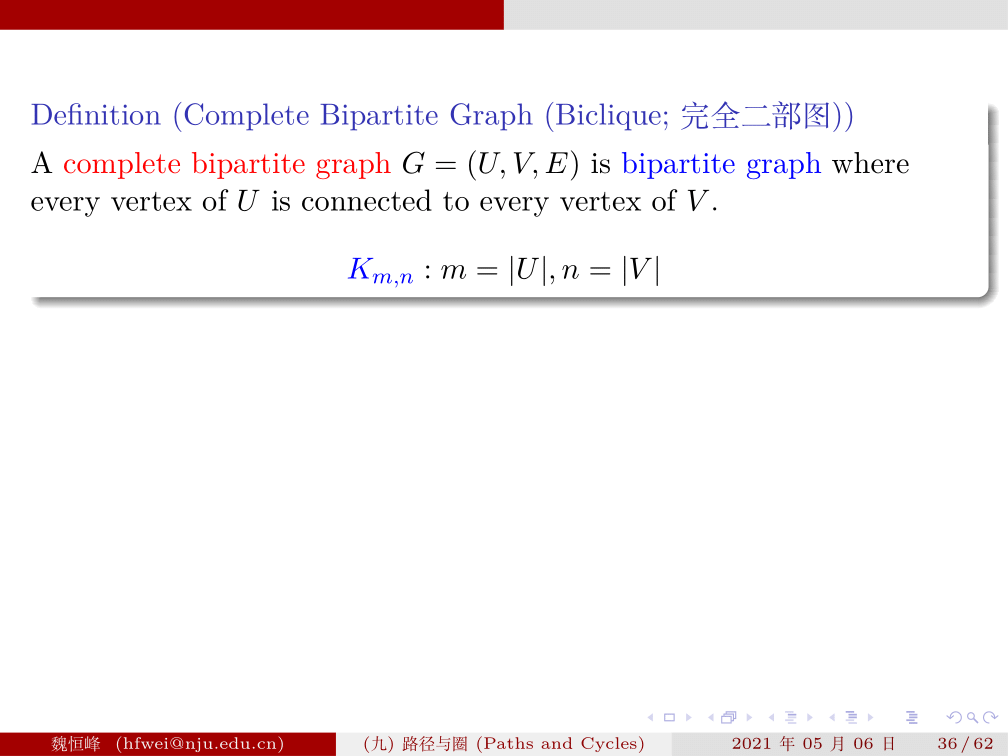 Definition (Complete Bipartite Graph (Biclique; 完全二部图))
A complete bipartite graph G = (U, V, E) is bipartite graph where
every vertex of U is connected to every vertex of V.
K_{m,n} : m = |U|, n = |V|
魏恒峰 (hfwei@nju.edu.cn) (九) 路径与圈 (Paths and Cycles) 2021 年 05 月 06 日 36 / 62